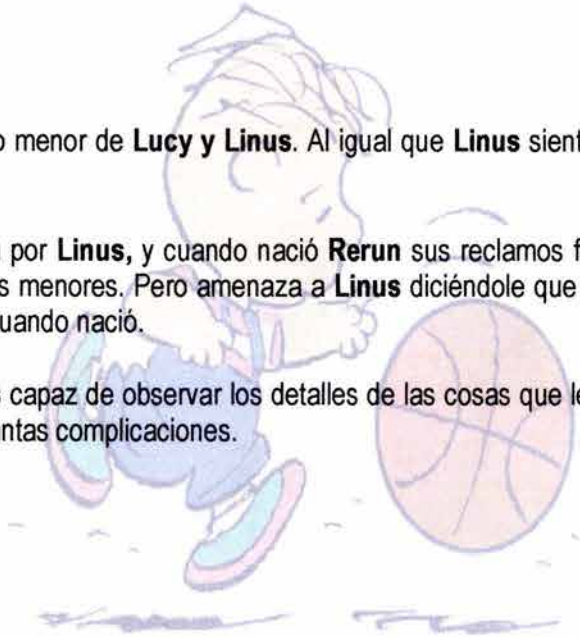 o menor de Lucy y Linus. Al igual que Linus sient
por Linus, y cuando nació Rerun sus reclamos f
s menores. Pero amenaza a Linus diciéndole que
uando nació.
s capaz de observar los detalles de las cosas que le
ntas complicaciones.